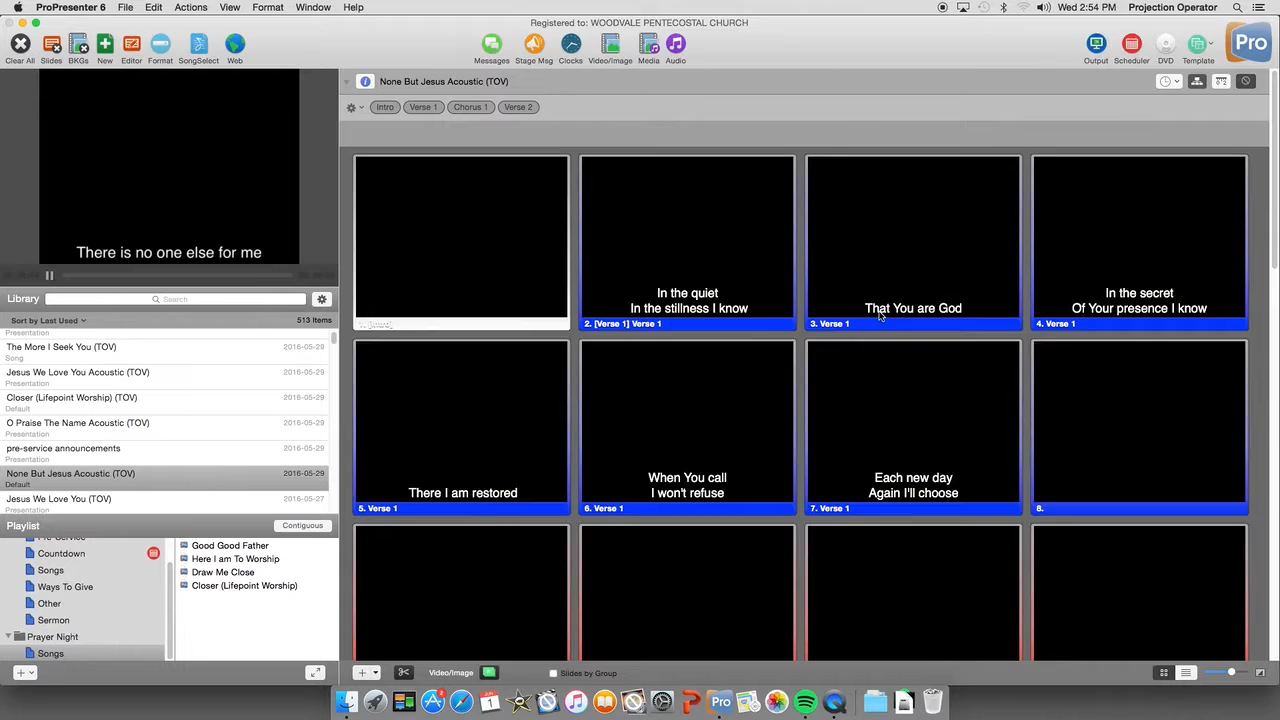 ProPresenter 6 File Edit Actions View Format Window Help
Wed 2:54 PM Projection Operator
Registered to: WOODVALE PENTECOSTAL CHURCH
Clear All Slides BKGs New Editor Format SongSelect Web
Messages Stage Msg Clocks Video/Image Media Audio
Output Scheduler DVD Template
Pro
There is no one else for me
Library
Search
Sort by Last Used
513 Items
Presentation
The More I Seek You (TOV) 2016-05-29
Song
Jesus We Love You Acoustic (TOV) 2016-05-29
Presentation
Closer (Lifepoint Worship) (TOV) 2016-05-29
Default
O Praise The Name Acoustic (TOV) 2016-05-29
Presentation
pre-service announcements 2016-05-29
Presentation
None But Jesus Acoustic (TOV) 2016-05-29
Default
Jesus We Love You (TOV) 2016-05-27
Presentation
Playlist
Contiguous
Pre-Service
Countdown
Songs
Ways To Give
Other
Sermon
Prayer Night
Songs
Good Good Father
Here I am To Worship
Draw Me Close
Closer (Lifepoint Worship)
None But Jesus Acoustic (TOV)
Intro Verse 1 Chorus 1 Verse 2
1. [Intro]
In the quiet
In the stillness I know
2. [Verse 1] Verse 1
That You are God
3. Verse 1
In the secret
Of Your presence I know
4. Verse 1
There I am restored
5. Verse 1
When You call
I won't refuse
6. Verse 1
Each new day
Again I'll choose
7. Verse 1
8.
Video/Image
Slides by Group
Pro